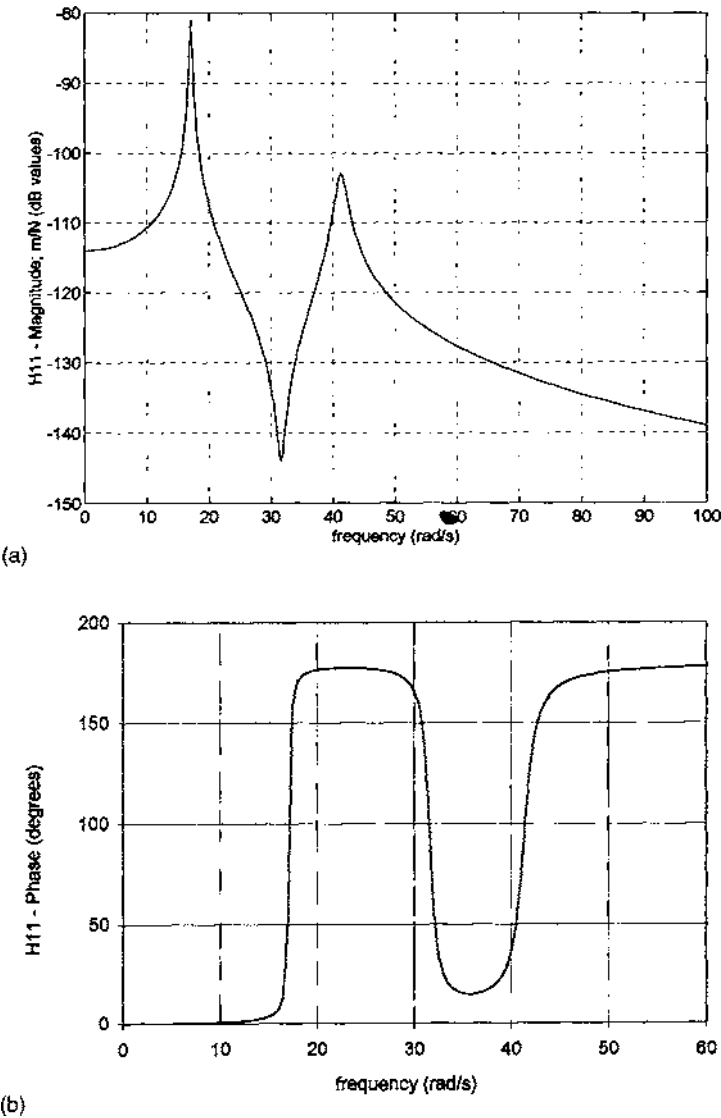 -80
-90
-100
-110
-120
-130
-140
-150
H11 - Magnitude; m/N (dB values)
0 10 20 30 40 50 60 70 80 90 100
frequency (rad/s)
(a)
200
150
100
50
0
H11 - Phase (degrees)
0 10 20 30 40 50 60
frequency (rad/s)
(b)